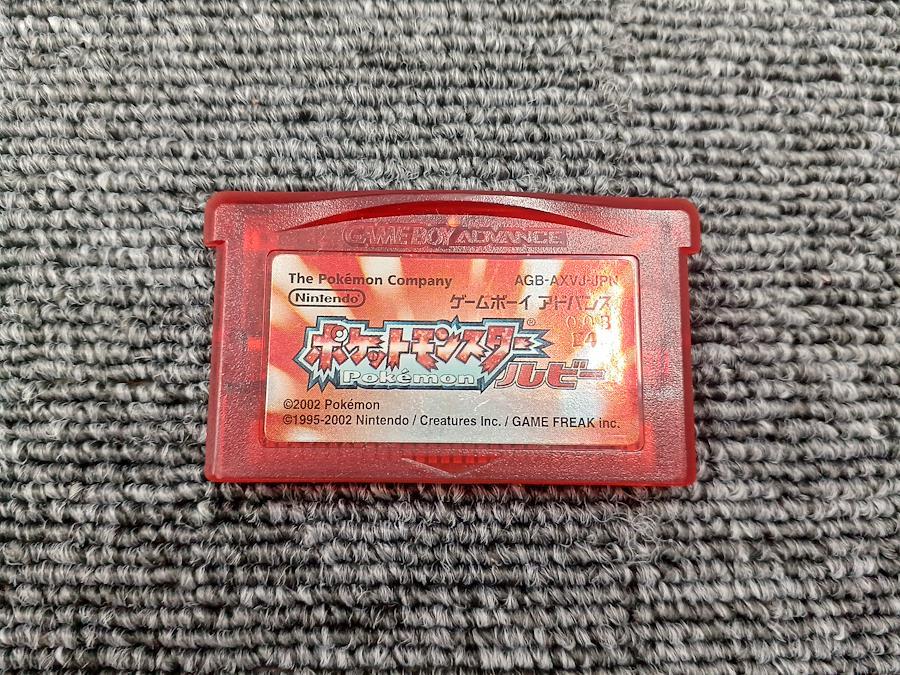 GAME BOY ADVANCE
The Pokémon Company
AGB-AXVJ-JPN
Nintendo®
ゲームボーイ アドバンス
ポケットモンスター®
Pokémon
ルビー
©2002 Pokémon
©1995-2002 Nintendo / Creatures Inc. / GAME FREAK inc.